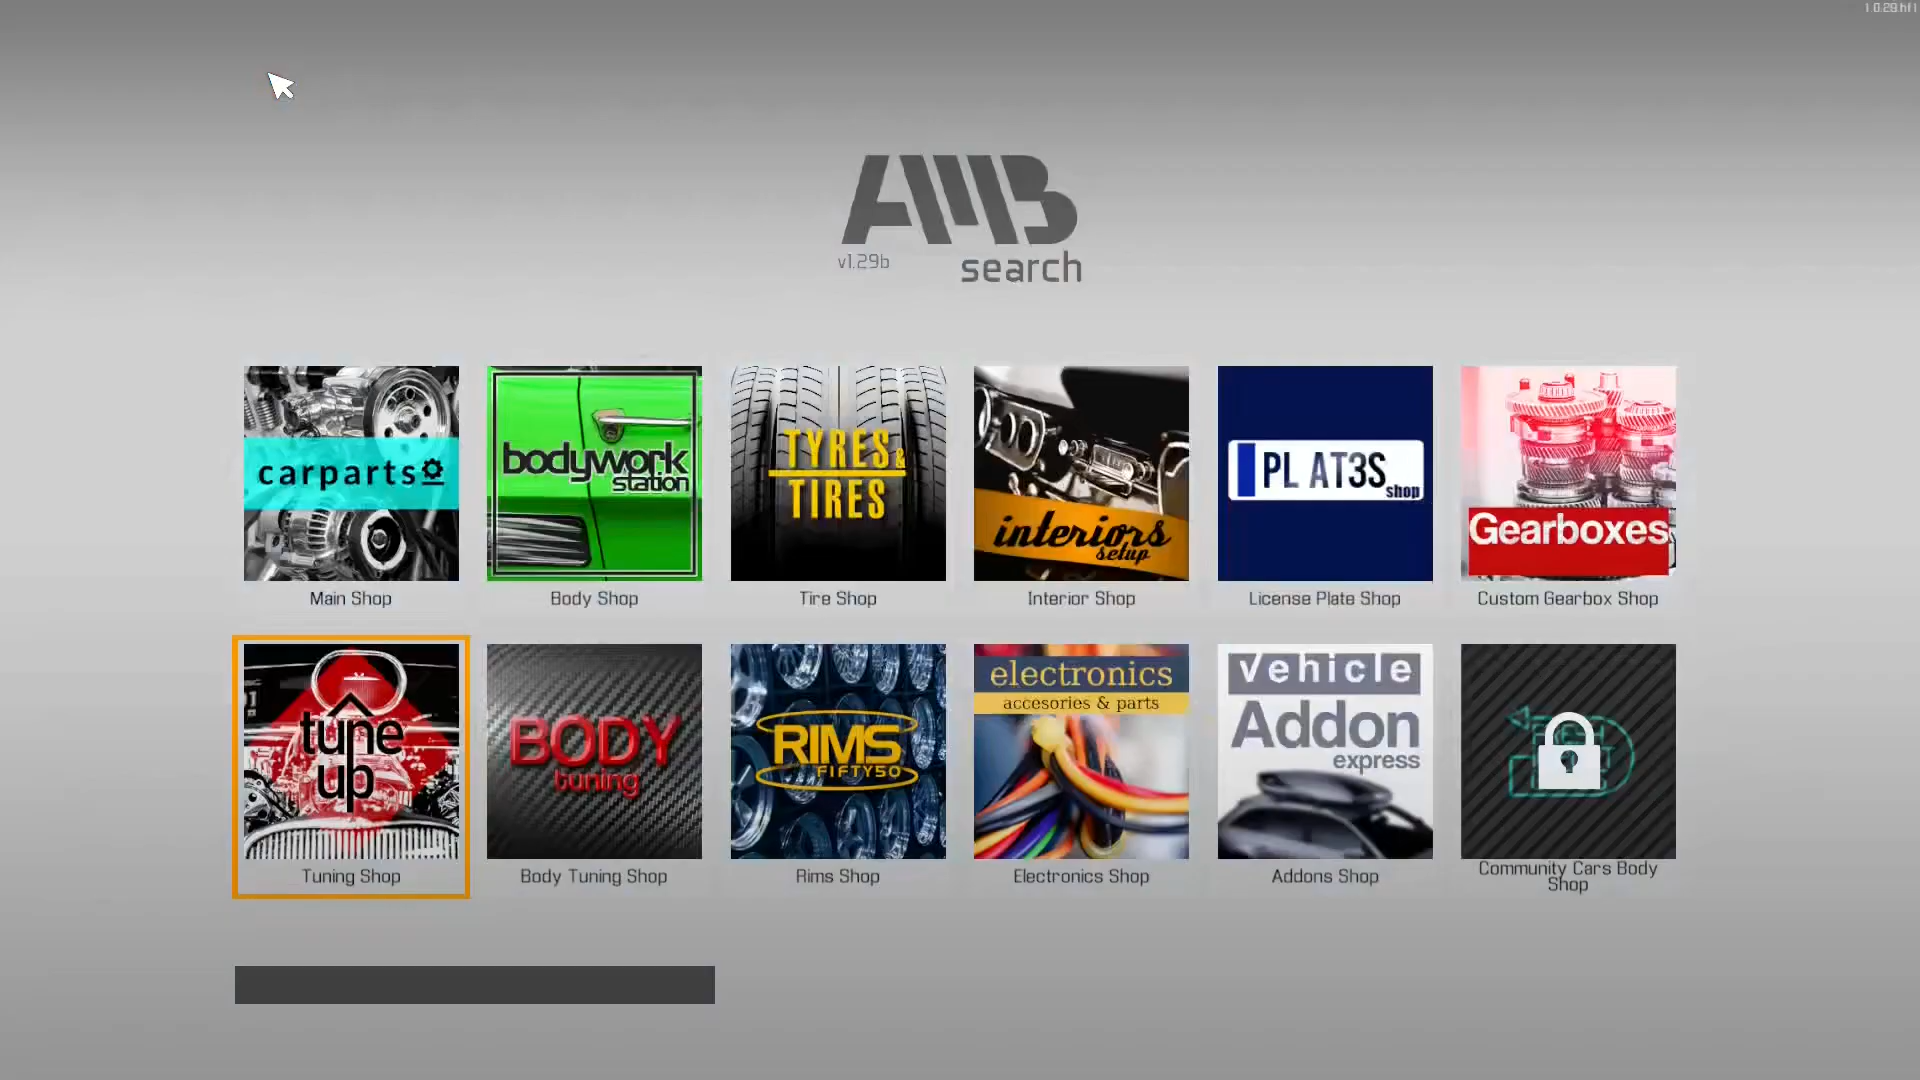 1.0.29.hf1
AMB
v1.29b
search
carparts
Main Shop
bodywork
station
Body Shop
TYRES &
TIRES
Tire Shop
interiors
setup
Interior Shop
PL AT3S
shop
License Plate Shop
Gearboxes
Custom Gearbox Shop
tune
up
Tuning Shop
BODY
tuning
Body Tuning Shop
RIMS
FIFTY50
Rims Shop
electronics
accesories & parts
Electronics Shop
vehicle
Addon
express
Addons Shop
Community Cars Body
Shop